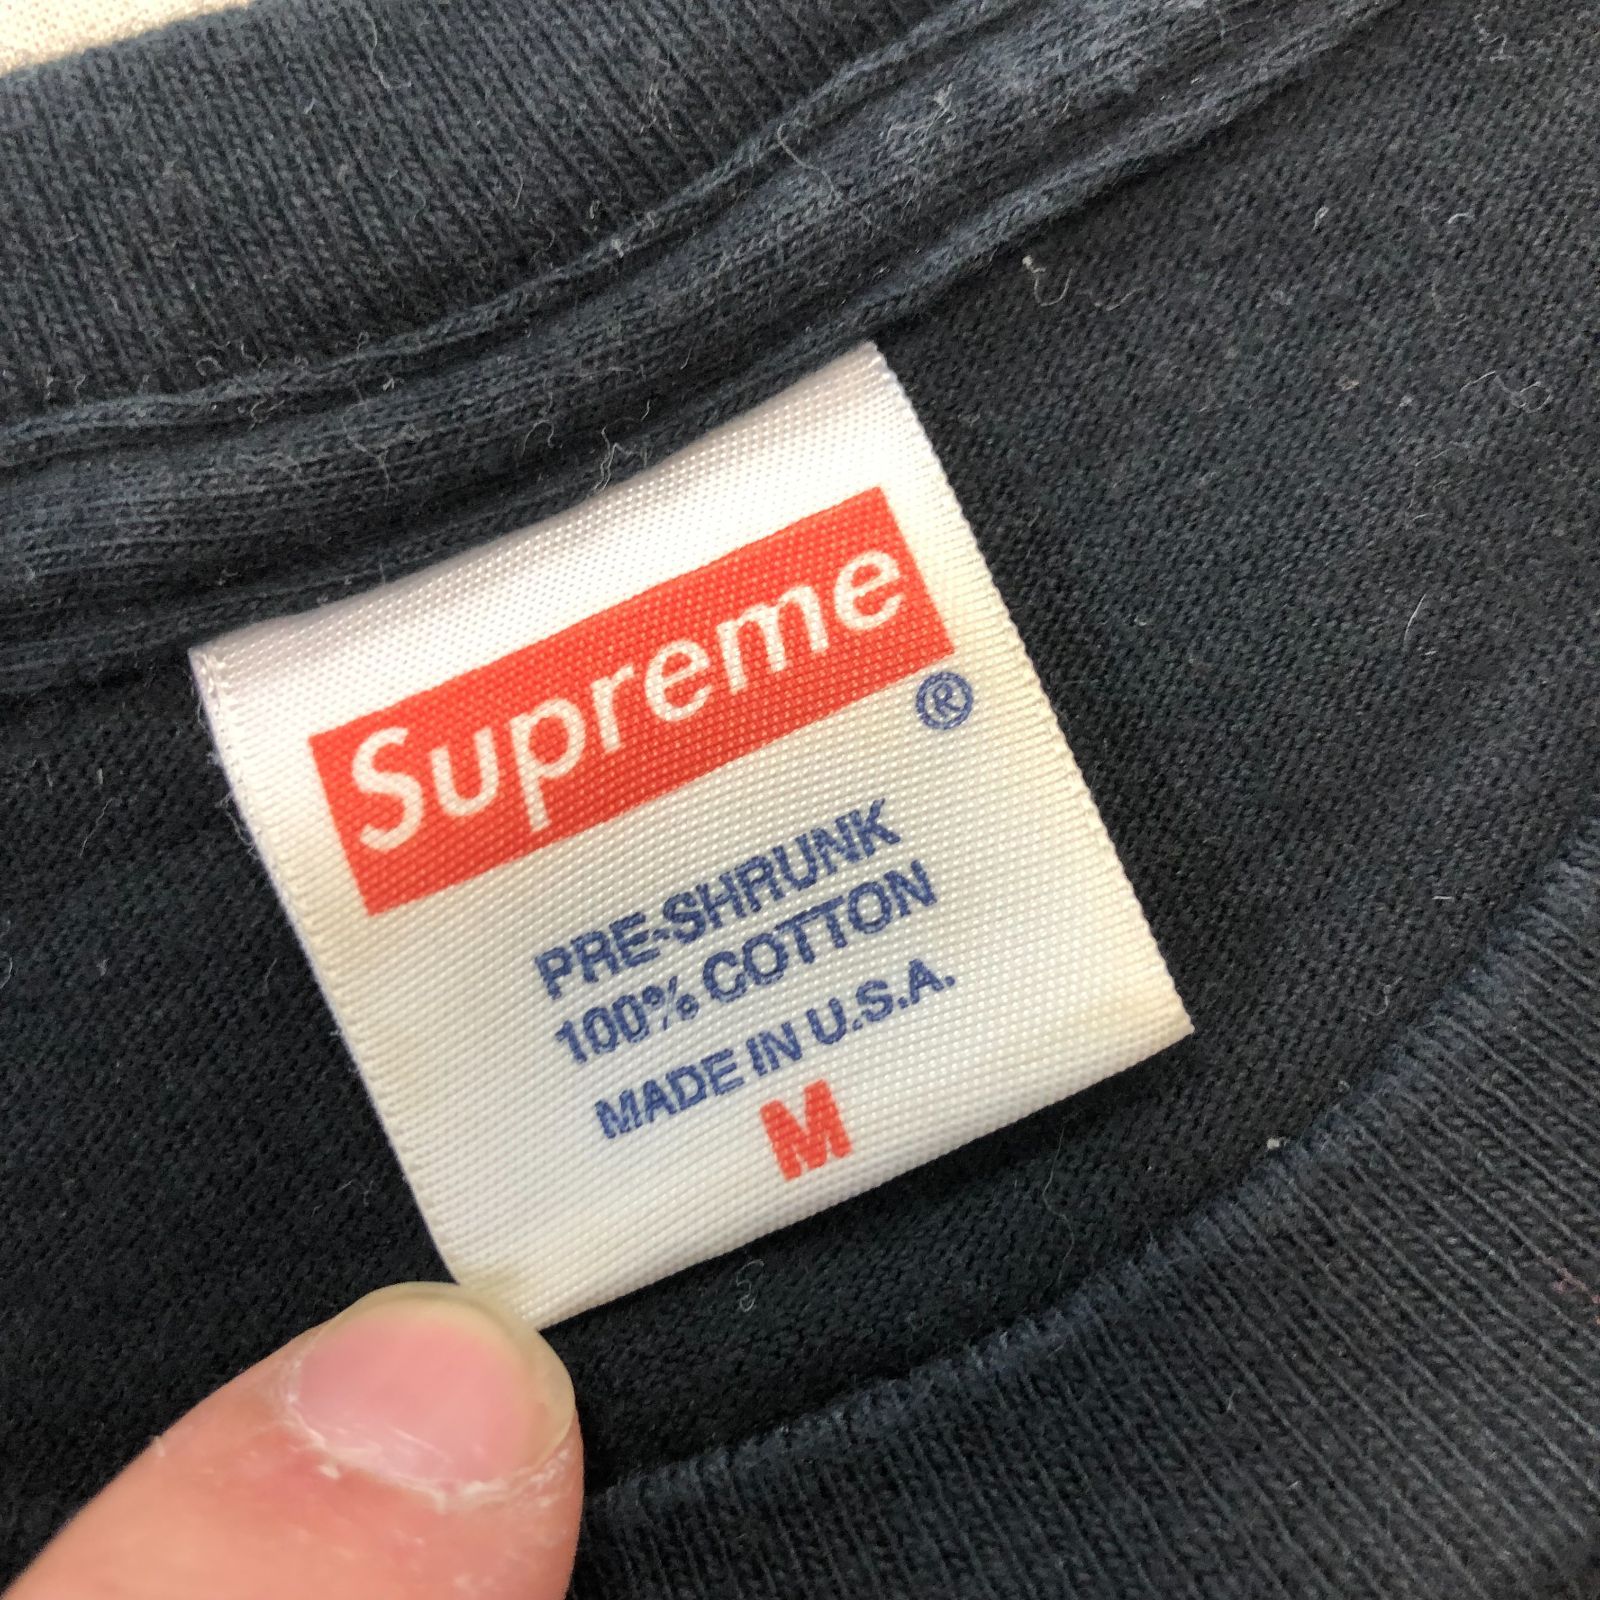 Supreme
®
PRE-SHRUNK
100% COTTON
MADE IN U.S.A.
M